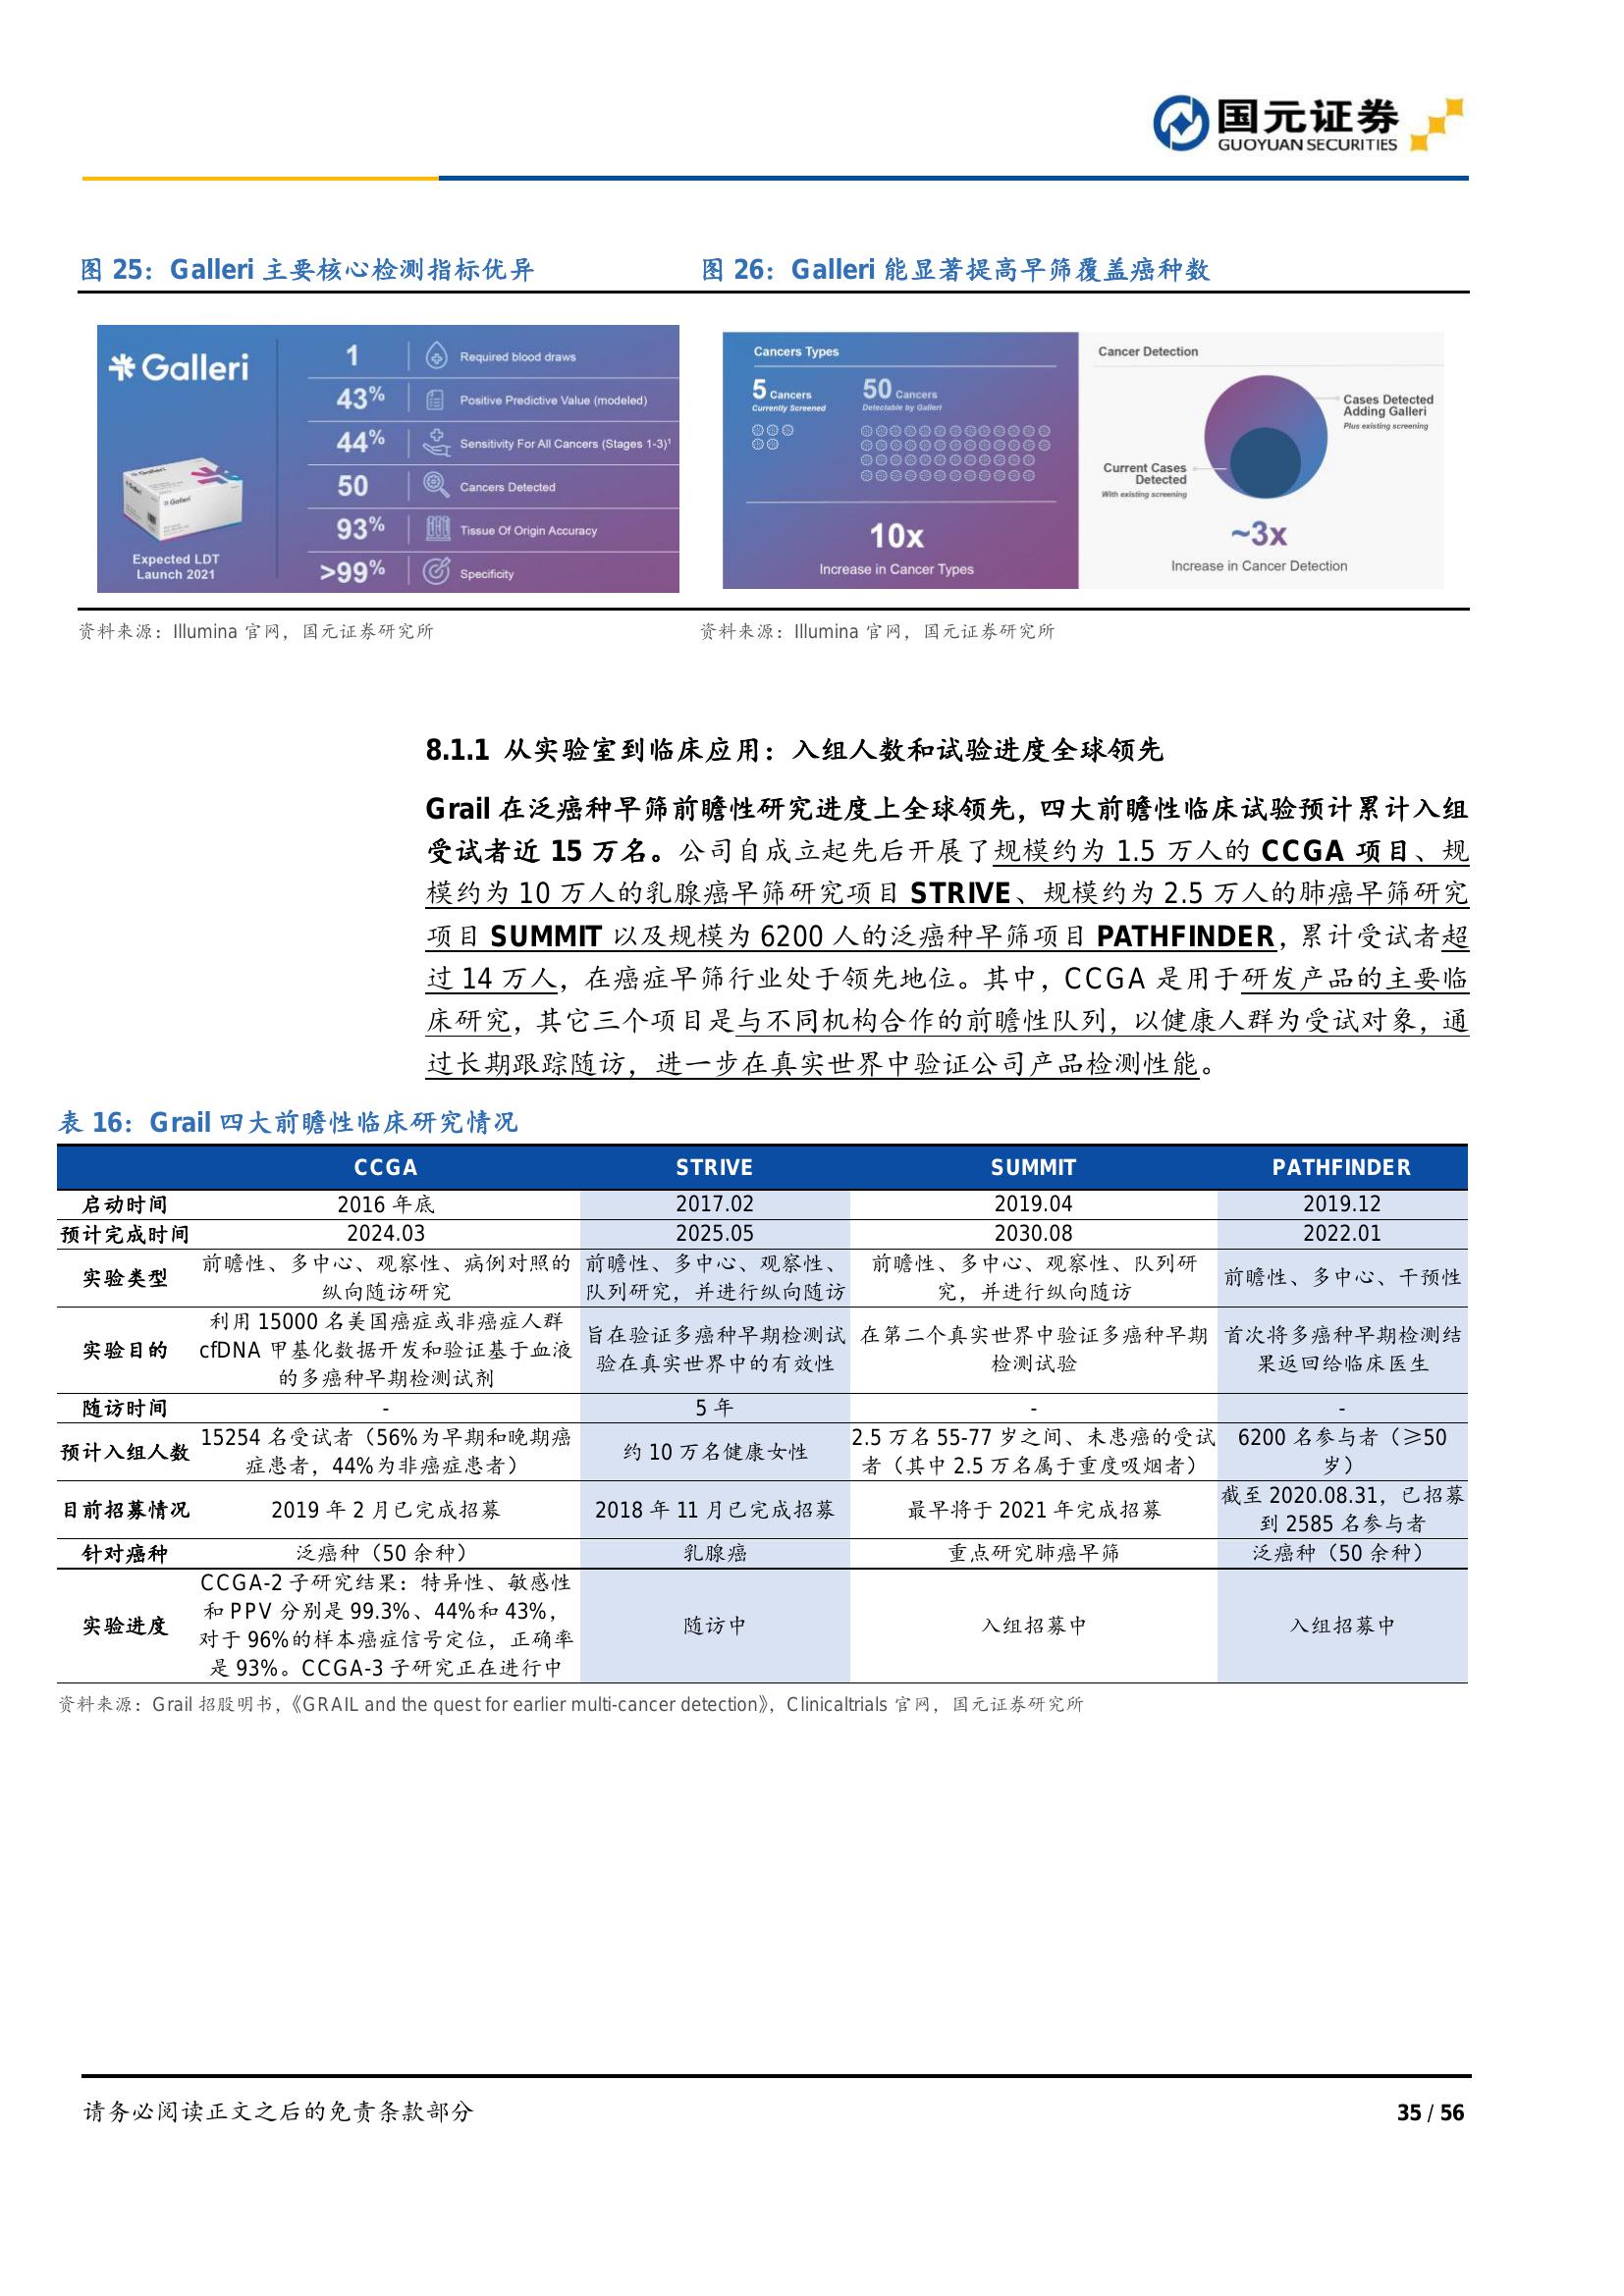 国元证券
GUOYUAN SECURITIES
图 25：Galleri 主要核心检测指标优异
图 26：Galleri 能显著提高早筛覆盖癌种数
Galleri
Galleri
Galleri
Expected LDT
Launch 2021
1 Required blood draws
43% Positive Predictive Value (modeled)
44% Sensitivity For All Cancers (Stages 1-3)¹
50 Cancers Detected
93% Tissue Of Origin Accuracy
>99% Specificity
Cancers Types
5 Cancers
Currently Screened
50 Cancers
Detectable by Galleri
10x
Increase in Cancer Types
Cancer Detection
Cases Detected
Adding Galleri
Plus existing screening
Current Cases
Detected
With existing screening
~3x
Increase in Cancer Detection
资料来源：Illumina 官网，国元证券研究所
资料来源：Illumina 官网，国元证券研究所
8.1.1 从实验室到临床应用：入组人数和试验进度全球领先
Grail 在泛癌种早筛前瞻性研究进度上全球领先，四大前瞻性临床试验预计累计入组
受试者近 15 万名。公司自成立起先后开展了规模约为 1.5 万人的 CCGA 项目、规
模约为 10 万人的乳腺癌早筛研究项目 STRIVE、规模约为 2.5 万人的肺癌早筛研究
项目 SUMMIT 以及规模为 6200 人的泛癌种早筛项目 PATHFINDER，累计受试者超
过 14 万人，在癌症早筛行业处于领先地位。其中，CCGA 是用于研发产品的主要临
床研究，其它三个项目是与不同机构合作的前瞻性队列，以健康人群为受试对象，通
过长期跟踪随访，进一步在真实世界中验证公司产品检测性能。
表 16：Grail 四大前瞻性临床研究情况
CCGA STRIVE SUMMIT PATHFINDER
启动时间 2016 年底 2017.02 2019.04 2019.12
预计完成时间 2024.03 2025.05 2030.08 2022.01
实验类型
前瞻性、多中心、观察性、病例对照的
纵向随访研究
前瞻性、多中心、观察性、
队列研究，并进行纵向随访
前瞻性、多中心、观察性、队列研
究，并进行纵向随访
前瞻性、多中心、干预性
实验目的
利用 15000 名美国癌症或非癌症人群
cfDNA 甲基化数据开发和验证基于血液
的多癌种早期检测试剂
旨在验证多癌种早期检测试
验在真实世界中的有效性
在第二个真实世界中验证多癌种早期
检测试验
首次将多癌种早期检测结
果返回给临床医生
随访时间 - 5 年 - -
预计入组人数
15254 名受试者（56%为早期和晚期癌
症患者，44%为非癌症患者）
约 10 万名健康女性
2.5 万名 55-77 岁之间、未患癌的受试
者（其中 2.5 万名属于重度吸烟者）
6200 名参与者（≥50
岁）
目前招募情况
2019 年 2 月已完成招募
2018 年 11 月已完成招募
最早将于 2021 年完成招募
截至 2020.08.31，已招募
到 2585 名参与者
针对癌种 泛癌种（50 余种） 乳腺癌 重点研究肺癌早筛 泛癌种（50 余种）
实验进度
CCGA-2 子研究结果：特异性、敏感性
和 PPV 分别是 99.3%、44%和 43%，
对于 96%的样本癌症信号定位，正确率
是 93%。CCGA-3 子研究正在进行中
随访中
入组招募中
入组招募中
资料来源：Grail 招股明书，《GRAIL and the quest for earlier multi-cancer detection》，Clinicaltrials 官网，国元证券研究所
请务必阅读正文之后的免责条款部分
35 / 56